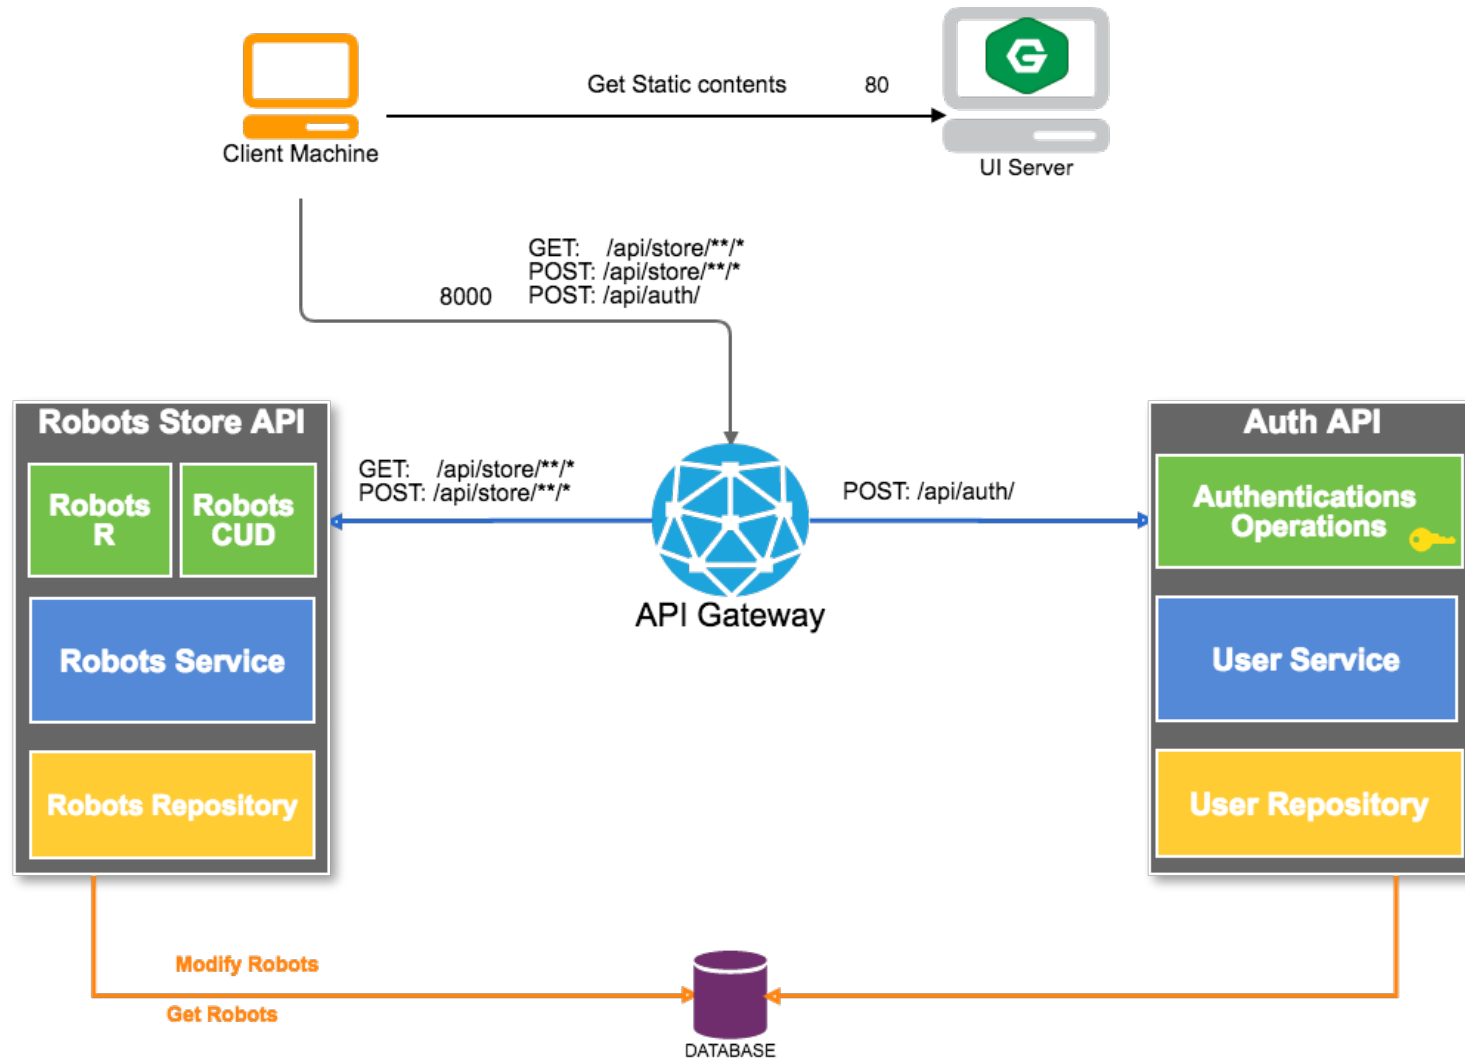 Get Static contents 80
Client Machine
G
UI Server
GET: /api/store/**/*
POST: /api/store/**/*
8000 POST: /api/auth/
Robots Store API
Auth API
Robots
R
Robots
CUD
GET: /api/store/**/*
POST: /api/store/**/*
POST: /api/auth/
Authentications
Operations
API Gateway
Robots Service
User Service
Robots Repository
User Repository
Modify Robots
Get Robots
DATABASE